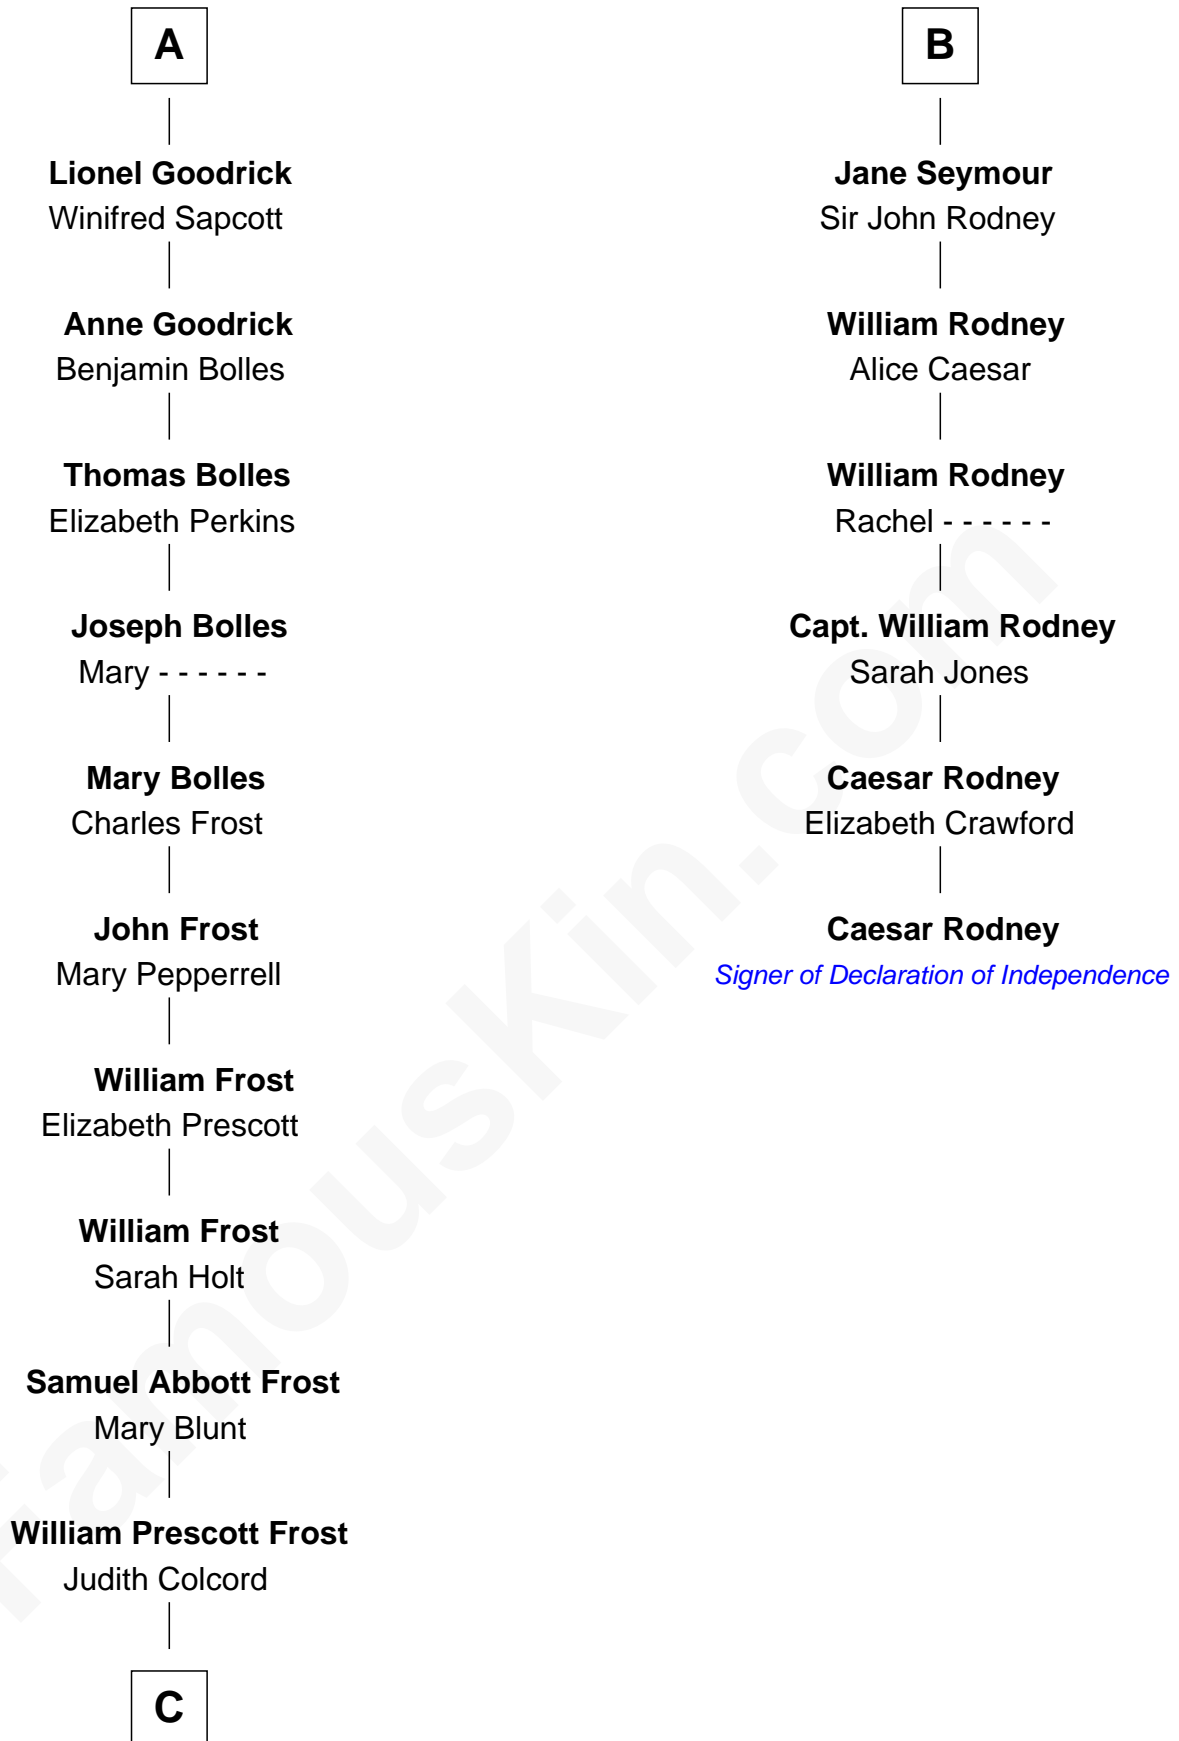 A
Lionel Goodrick
Winifred Sapcott
Anne Goodrick
Benjamin Bolles
Thomas Bolles
Elizabeth Perkins
Joseph Bolles
Mary - - - - - -
Mary Bolles
Charles Frost
John Frost
Mary Pepperrell
William Frost
Elizabeth Prescott
William Frost
Sarah Holt
Samuel Abbott Frost
Mary Blunt
William Prescott Frost
Judith Colcord
C
B
Jane Seymour
Sir John Rodney
William Rodney
Alice Caesar
William Rodney
Rachel - - - - - -
Capt. William Rodney
Sarah Jones
Caesar Rodney
Elizabeth Crawford
Caesar Rodney
Signer of Declaration of Independence
FamousKin.com